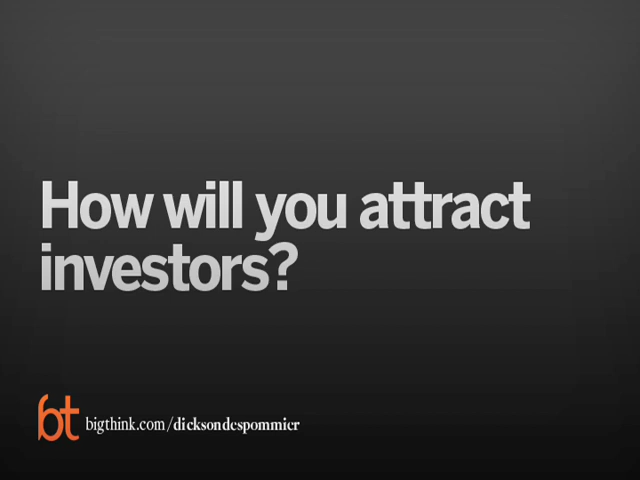 How will you attract
investors?
bt bigthink.com/dicksondespommier